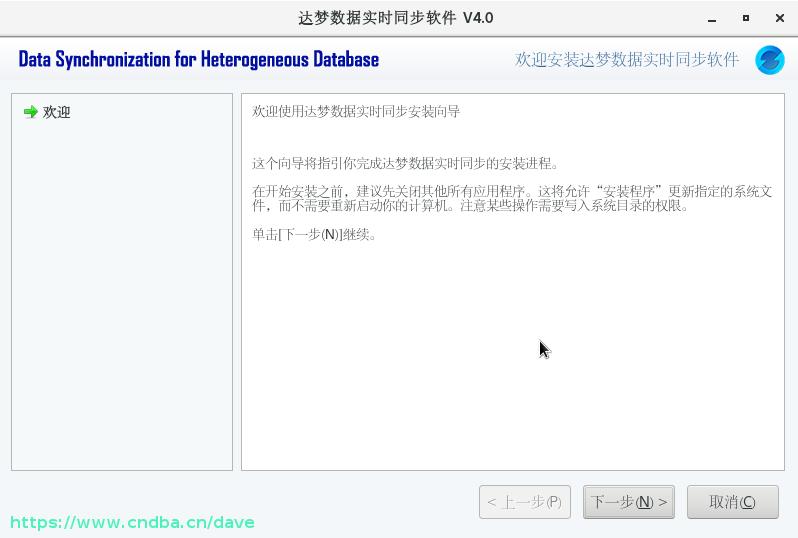 达梦数据实时同步软件 V4.0
Data Synchronization for Heterogeneous Database
欢迎安装达梦数据实时同步软件
欢迎
欢迎使用达梦数据实时同步安装向导
这个向导将指引你完成达梦数据实时同步的安装进程。
在开始安装之前，建议先关闭其他所有应用程序。这将允许“安装程序”更新指定的系统文
件，而不需要重新启动你的计算机。注意某些操作需要写入系统目录的权限。
单击[下一步(N)]继续。
< 上一步(P)
下一步(N) >
取消(C)
https://www.cndba.cn/dave